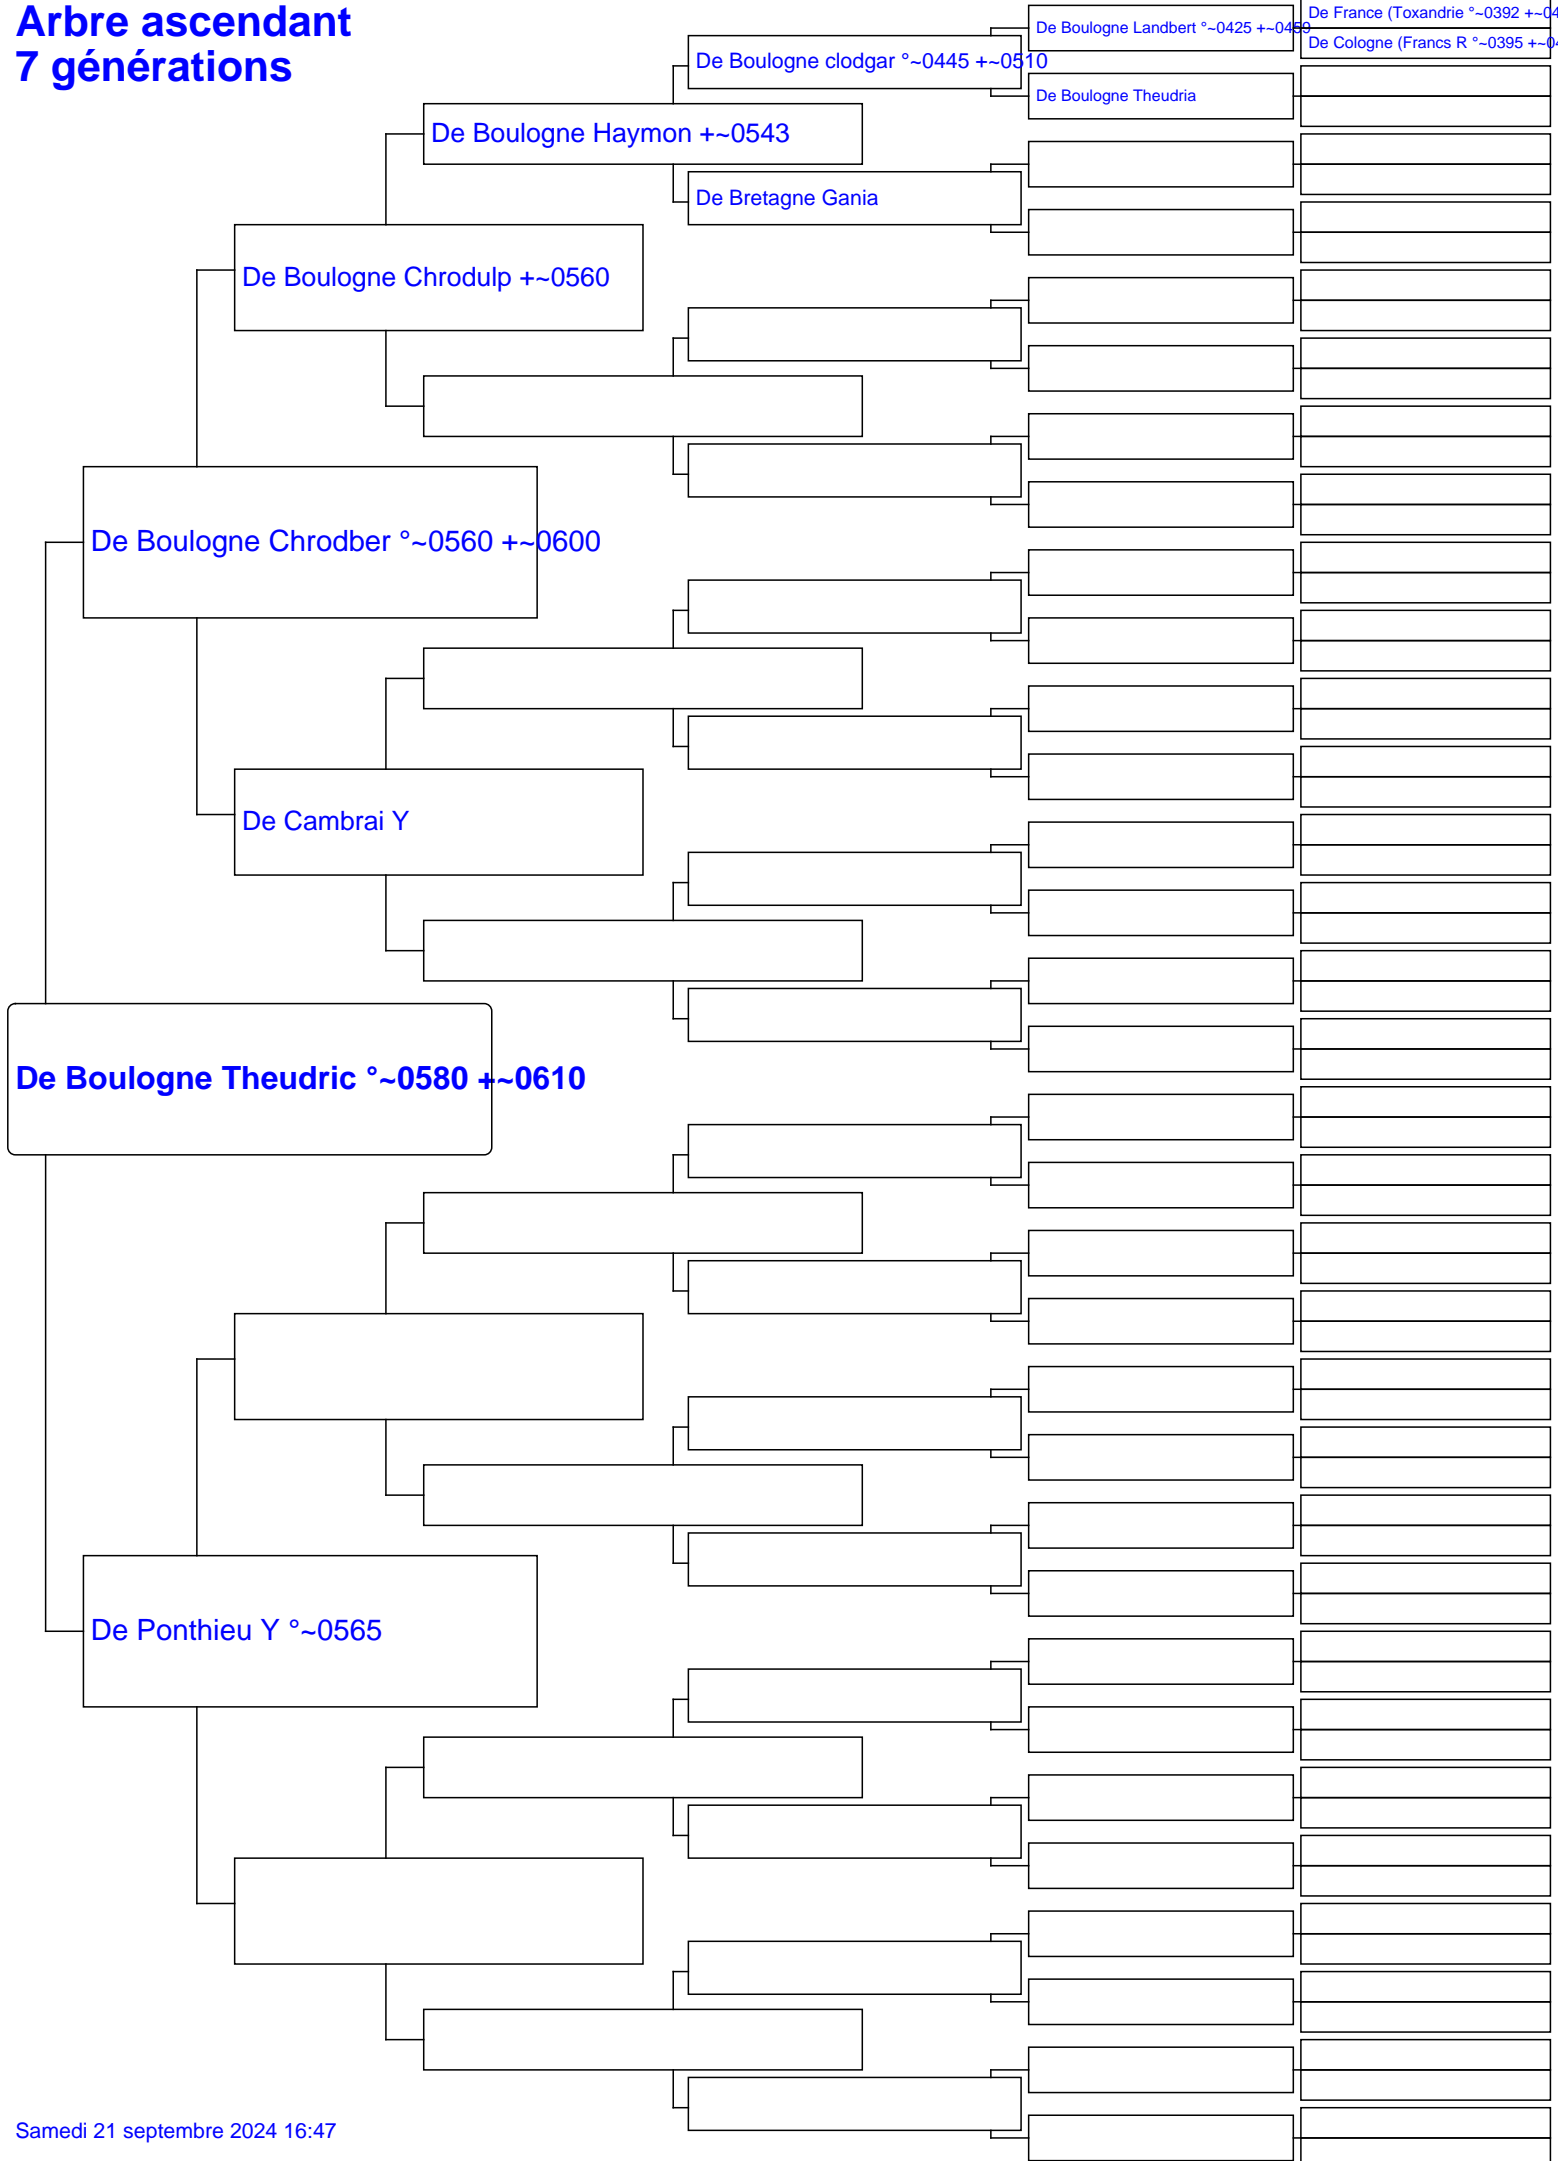 Arbre ascendant
7 générations
De France (Toxandrie °~0392 +~04
De Boulogne Landbert °~0425 +~0459
De Cologne (Francs R °~0395 +~04
De Boulogne clodgar °~0445 +~0510
De Boulogne Theudria
De Boulogne Haymon +~0543
De Bretagne Gania
De Boulogne Chrodulp +~0560
De Boulogne Chrodber °~0560 +~0600
De Cambrai Y
De Boulogne Theudric °~0580 +~0610
De Ponthieu Y °~0565
Samedi 21 septembre 2024 16:47